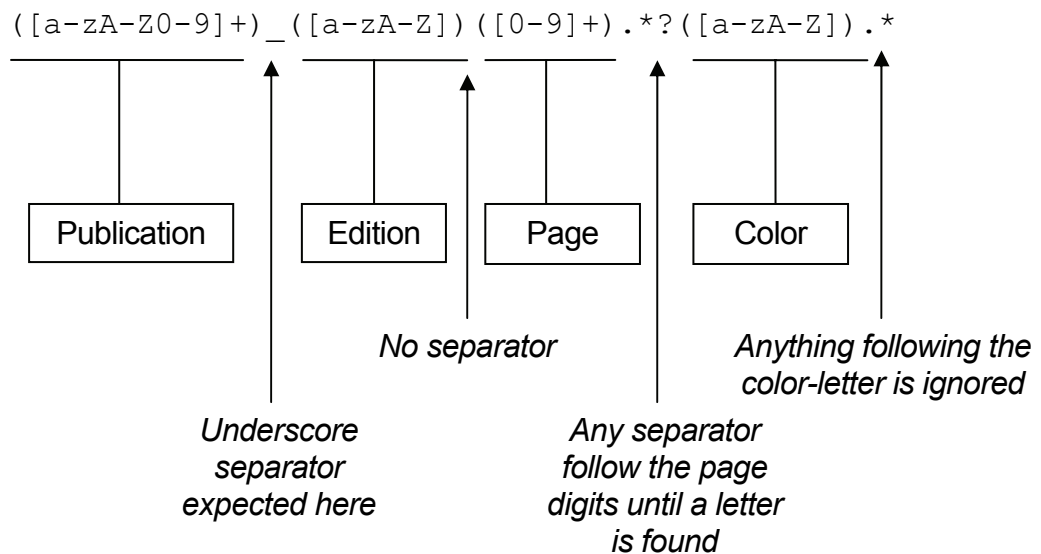 ([a-zA-Z0-9]+)_([a-zA-Z])([0-9]+).*?([a-zA-Z]).*
Publication
Edition
Page
Color
No separator
Anything following the
color-letter is ignored
Underscore
separator
expected here
Any separator
follow the page
digits until a letter
is found